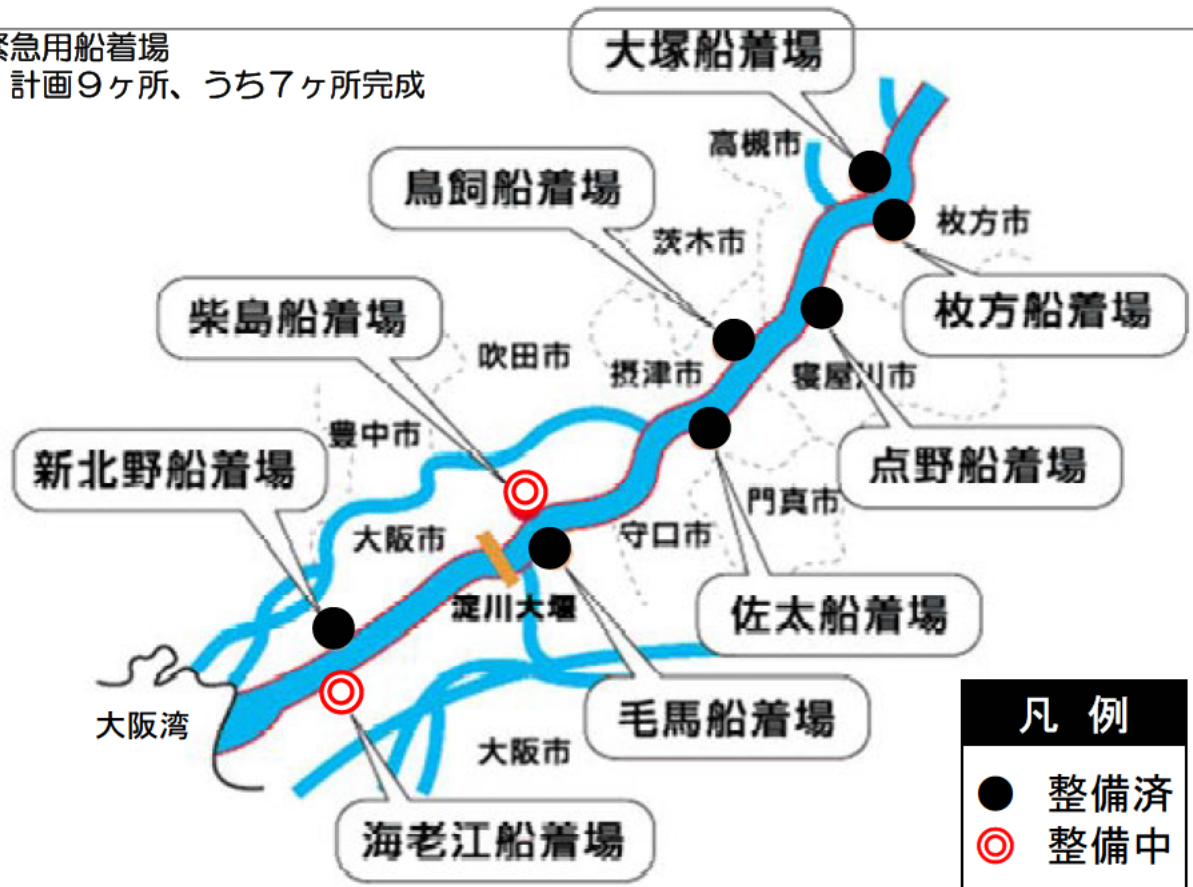 緊急用船着場
計画９ヶ所、うち７ヶ所完成
大塚船着場
高槻市
鳥飼船着場
茨木市
枚方市
枚方船着場
柴島船着場
吹田市
摂津市
寝屋川市
豊中市
新北野船着場
点野船着場
門真市
大阪市
守口市
淀川大堰
佐太船着場
毛馬船着場
大阪湾
大阪市
海老江船着場
凡 例
整備済
整備中